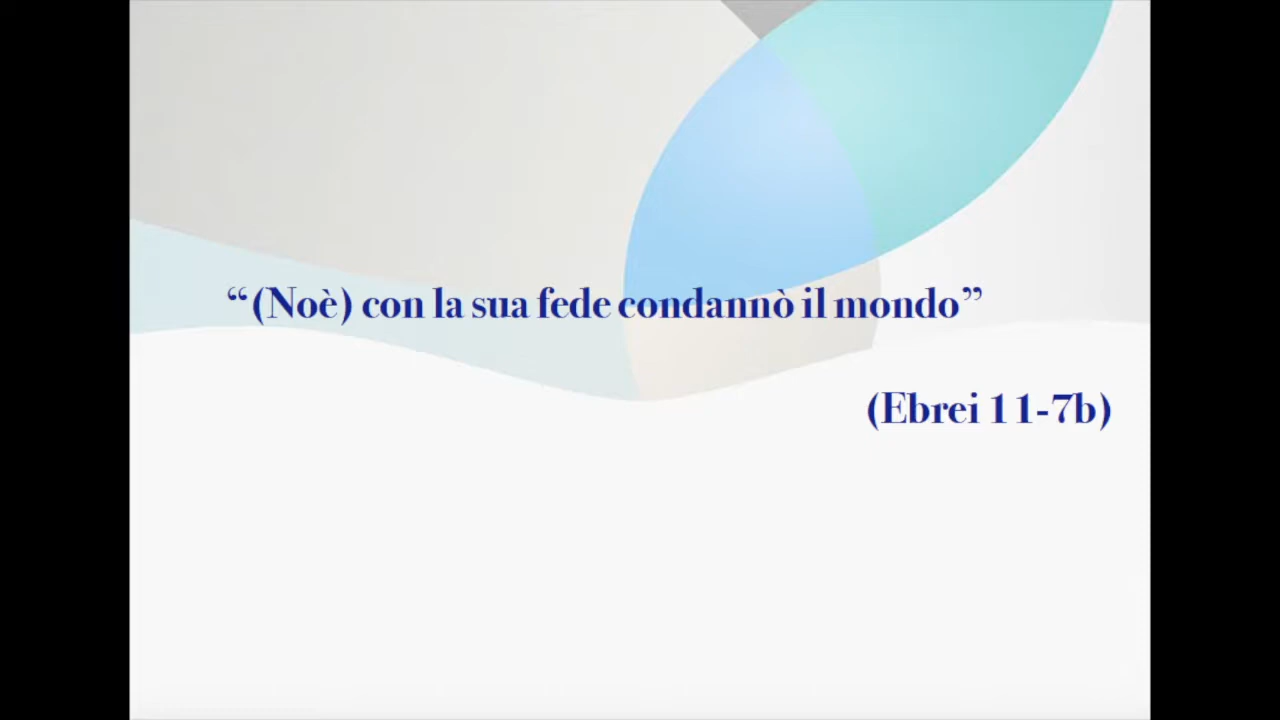 “(Noè) con la sua fede condannò il mondo”
(Ebrei 11-7b)